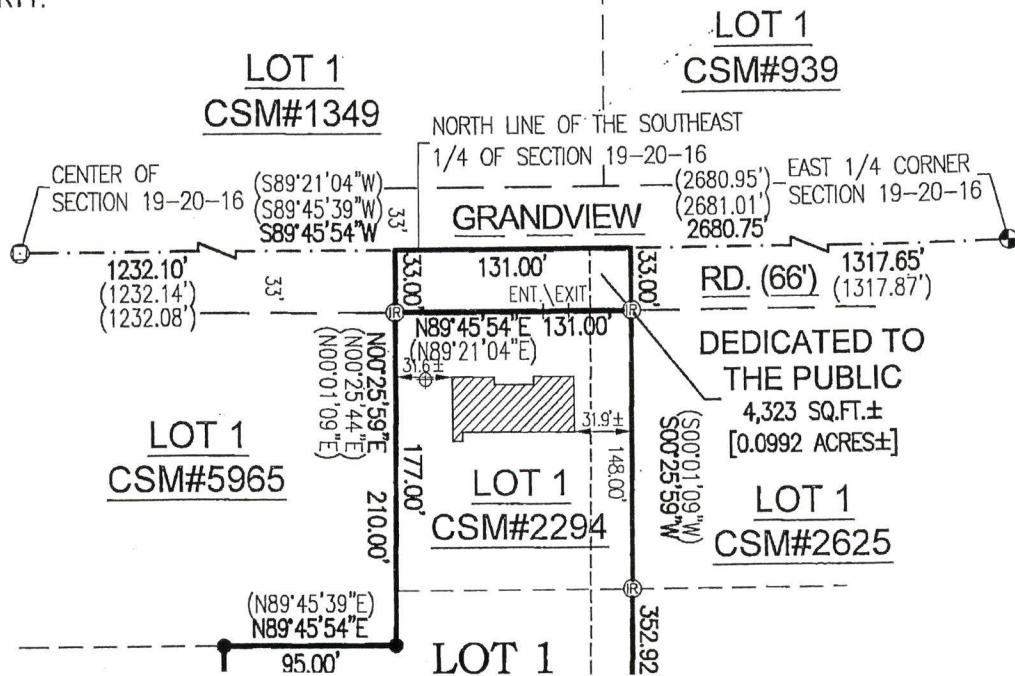 LOT 1
CSM#939
LOT 1
CSM#1349
NORTH LINE OF THE SOUTHEAST
1/4 OF SECTION 19-20-16
CENTER OF
SECTION 19-20-16
(S89°21'04"W)
(S89°45'39"W)
S89°45'54"W
33'
(2680.95')
(2681.01')
2680.75'
EAST 1/4 CORNER
SECTION 19-20-16
GRANDVIEW
RD. (66')
1232.10'
(1232.14')
(1232.08')
33'
33.00'
131.00'
33.00'
1317.65'
(1317.87')
ENT. \ EXIT
IR
N89°45'54"E 131.00'
(N89°21'04"E)
IR
DEDICATED TO
THE PUBLIC
4,323 SQ.FT.±
[0.0992 ACRES±]
N00°25'59"E
(N00°25'44"E)
(N00°01'09"E)
31.6'±
31.9'±
177.00'
210.00'
148.00'
(S00°01'09"W)
S00°25'59"W
LOT 1
CSM#5965
LOT 1
CSM#2294
LOT 1
CSM#2625
IR
(N89°45'39"E)
N89°45'54"E
95.00'
LOT 1
352.92